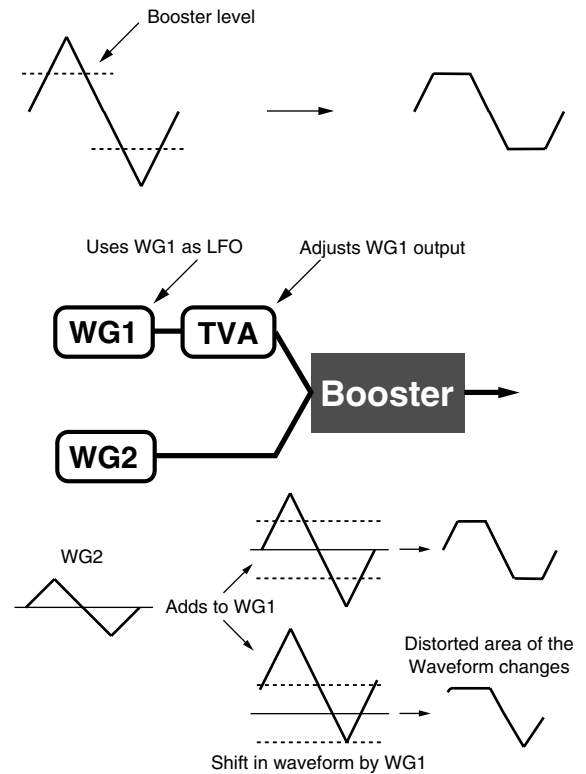 Booster level
Uses WG1 as LFO
Adjusts WG1 output
WG1
TVA
Booster
WG2
WG2
Adds to WG1
Distorted area of the
Waveform changes
Shift in waveform by WG1